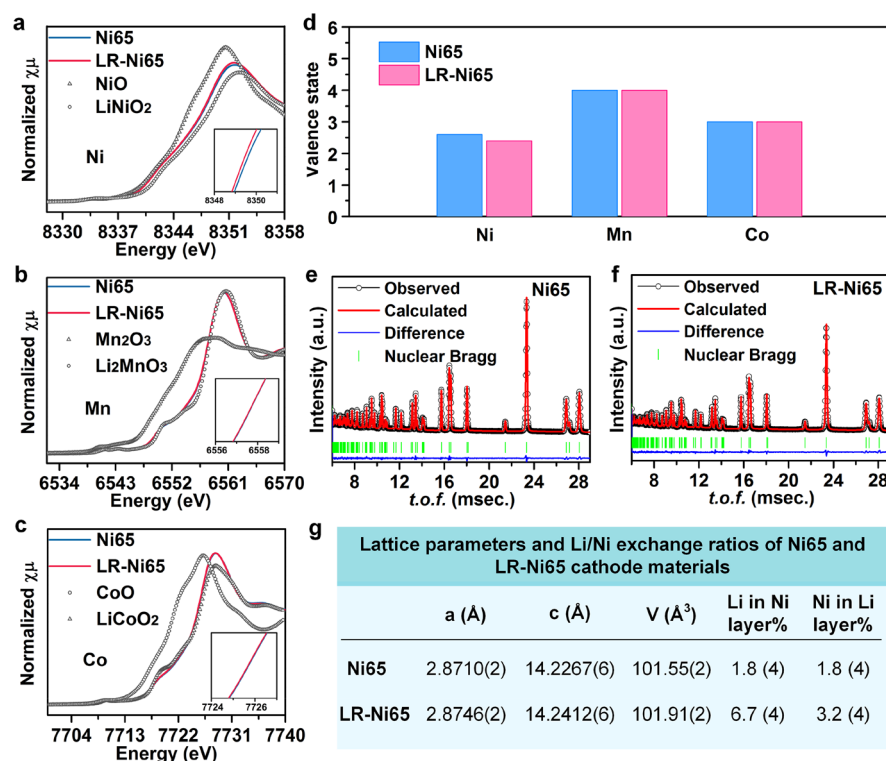 a
Normalized χμ
Ni65
LR-Ni65
NiO
LiNiO2
Ni
8348 8350
8330 8337 8344 8351 8358
Energy (eV)
b
Normalized χμ
Ni65
LR-Ni65
Mn2O3
Li2MnO3
Mn
6556 6558
6534 6543 6552 6561 6570
Energy (eV)
c
Normalized χμ
Ni65
LR-Ni65
CoO
LiCoO2
Co
7724 7726
7704 7713 7722 7731 7740
Energy (eV)
d
Valence state
6
5
4
3
2
1
0
Ni65
LR-Ni65
Ni Mn Co
e
Intensity (a.u.)
Observed
Calculated
Difference
Nuclear Bragg
Ni65
8 12 16 20 24 28
t.o.f. (msec.)
f
Intensity (a.u.)
Observed
Calculated
Difference
Nuclear Bragg
LR-Ni65
8 12 16 20 24 28
t.o.f. (msec.)
g
Lattice parameters and Li/Ni exchange ratios of Ni65 and
LR-Ni65 cathode materials
a (Å) c (Å) V (Å³) Li in Ni layer% Ni in Li layer%
Ni65 2.8710(2) 14.2267(6) 101.55(2) 1.8 (4) 1.8 (4)
LR-Ni65 2.8746(2) 14.2412(6) 101.91(2) 6.7 (4) 3.2 (4)